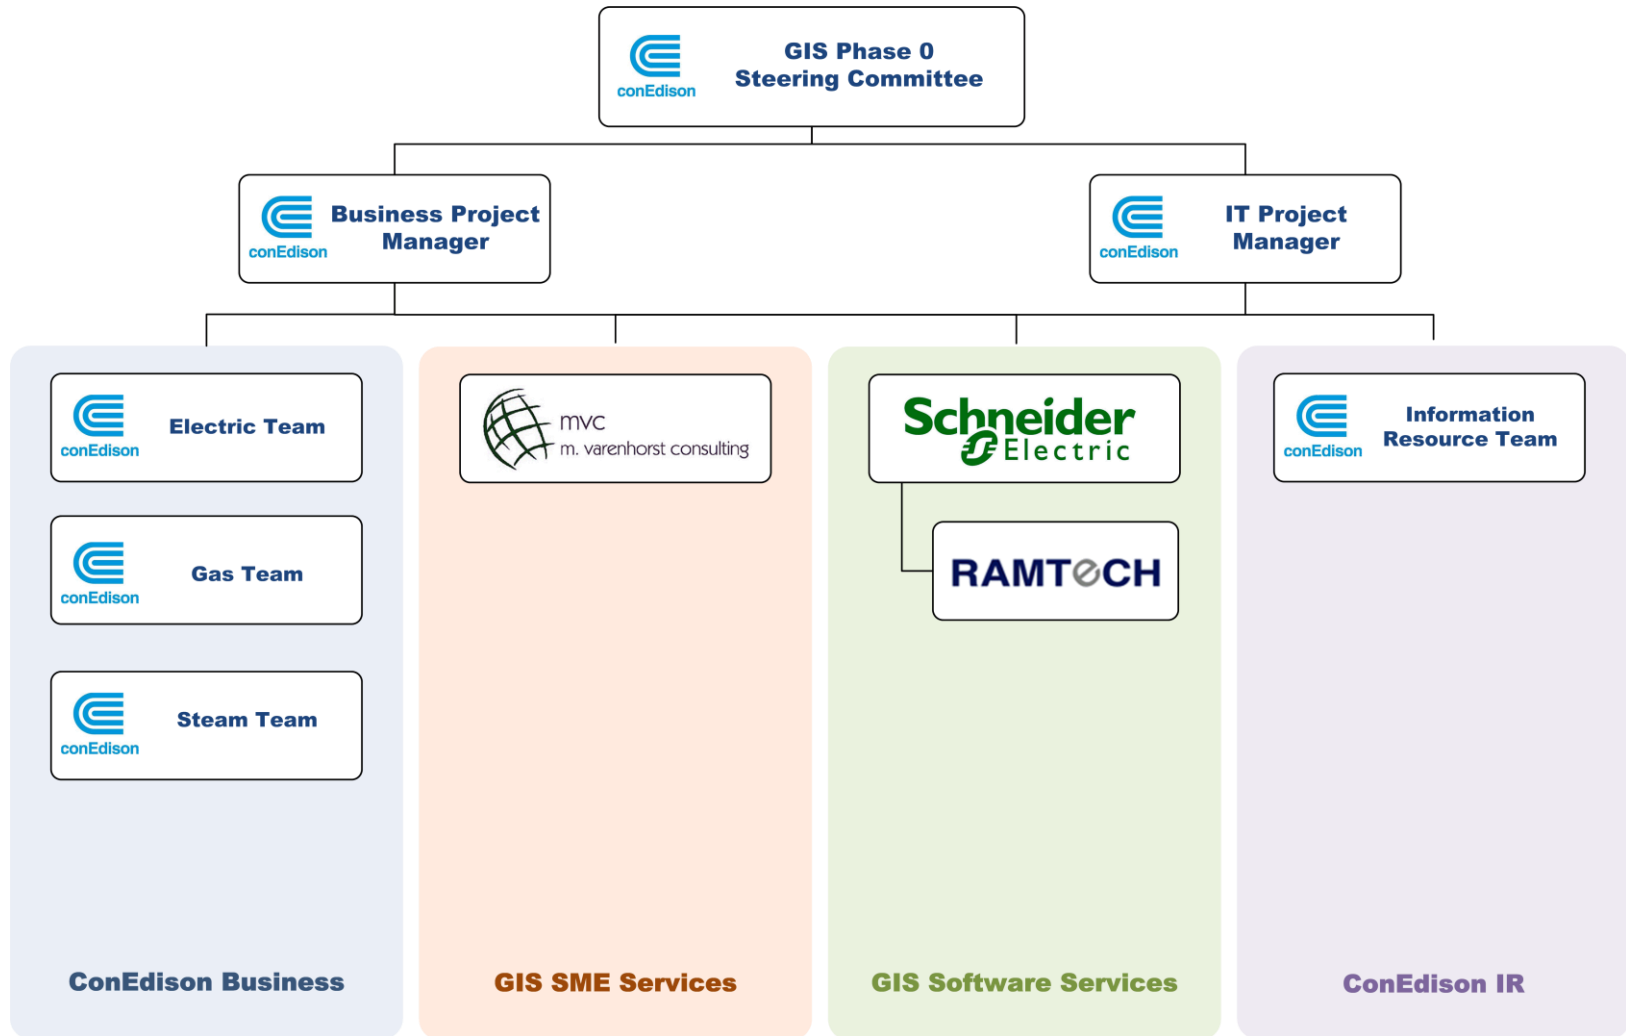 conEdison
GIS Phase 0
Steering Committee
conEdison
Business Project
Manager
conEdison
IT Project
Manager
conEdison
Electric Team
conEdison
Gas Team
conEdison
Steam Team
ConEdison Business
mvc
m. varenhorst consulting
GIS SME Services
Schneider
Electric
RAMTeCH
GIS Software Services
conEdison
Information
Resource Team
ConEdison IR